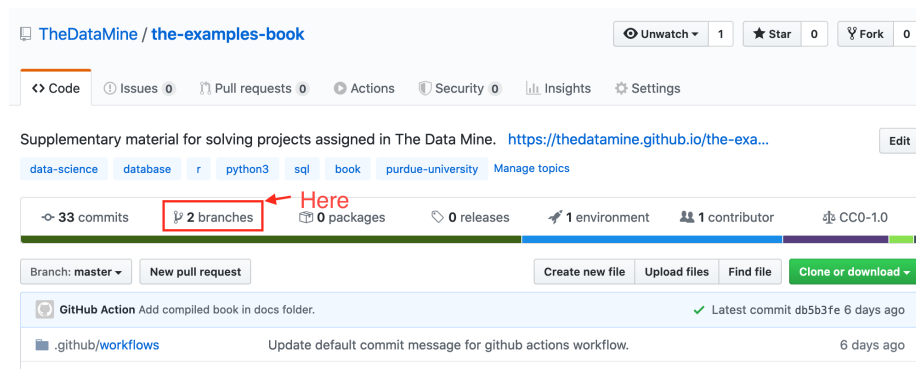 TheDataMine / the-examples-book Unwatch 1 Star 0 Fork 0
Code Issues 0 Pull requests 0 Actions Security 0 Insights Settings
Supplementary material for solving projects assigned in The Data Mine. https://thedatamine.github.io/the-exa... Edit
data-science database r python3 sql book purdue-university Manage topics
Here
33 commits 2 branches 0 packages 0 releases 1 environment 1 contributor CC0-1.0
Branch: master New pull request Create new file Upload files Find file Clone or download
GitHub Action Add compiled book in docs folder. Latest commit db5b3fe 6 days ago
.github/workflows Update default commit message for github actions workflow. 6 days ago